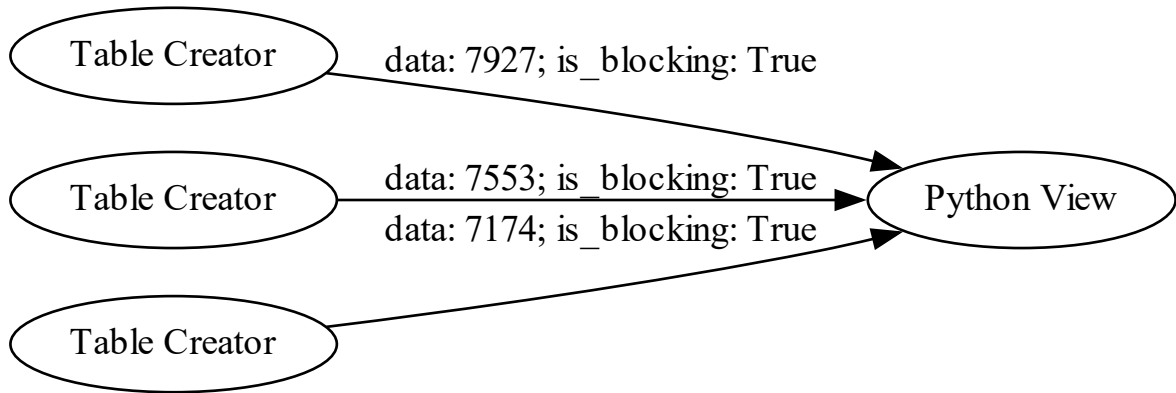 Table Creator
data: 7927; is_blocking: True
Table Creator
data: 7553; is_blocking: True
Python View
data: 7174; is_blocking: True
Table Creator